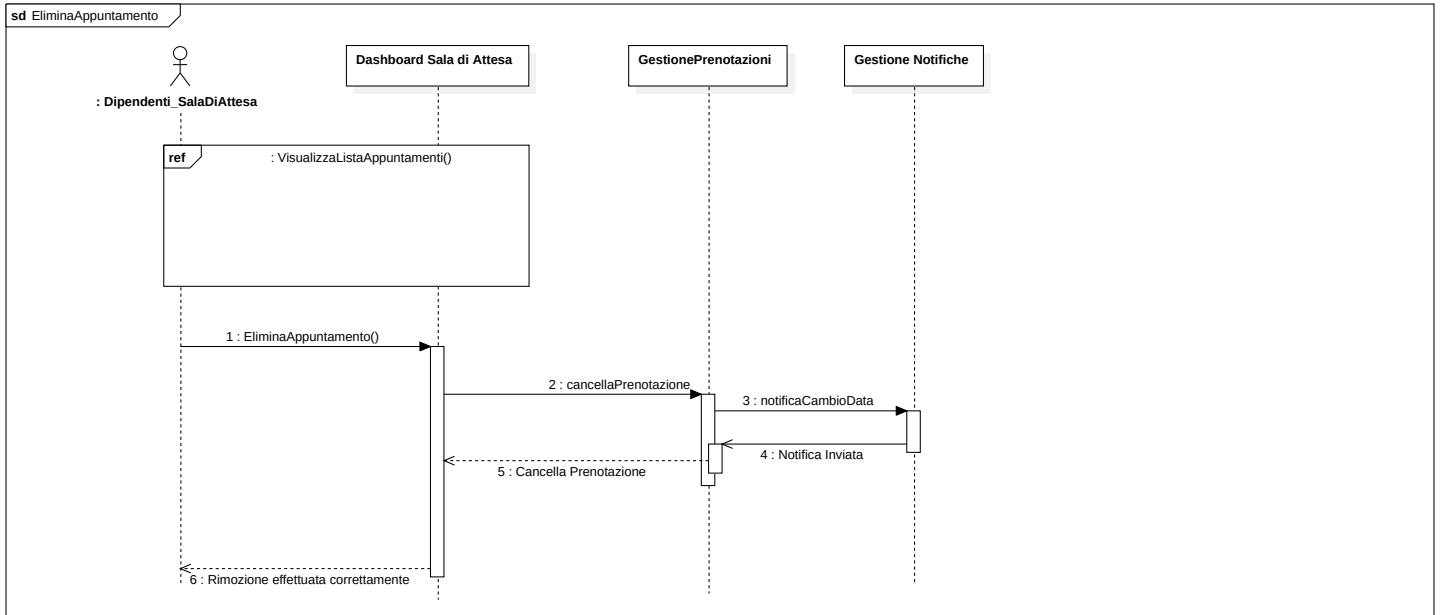 sd EliminaAppuntamento
Dashboard Sala di Attesa
GestionePrenotazioni
Gestione Notifiche
: Dipendenti_SalaDiAttesa
ref
: VisualizzaListaAppuntamenti()
1 : EliminaAppuntamento()
2 : cancellaPrenotazione
3 : notificaCambioData
4 : Notifica Inviata
5 : Cancella Prenotazione
6 : Rimozione effettuata correttamente